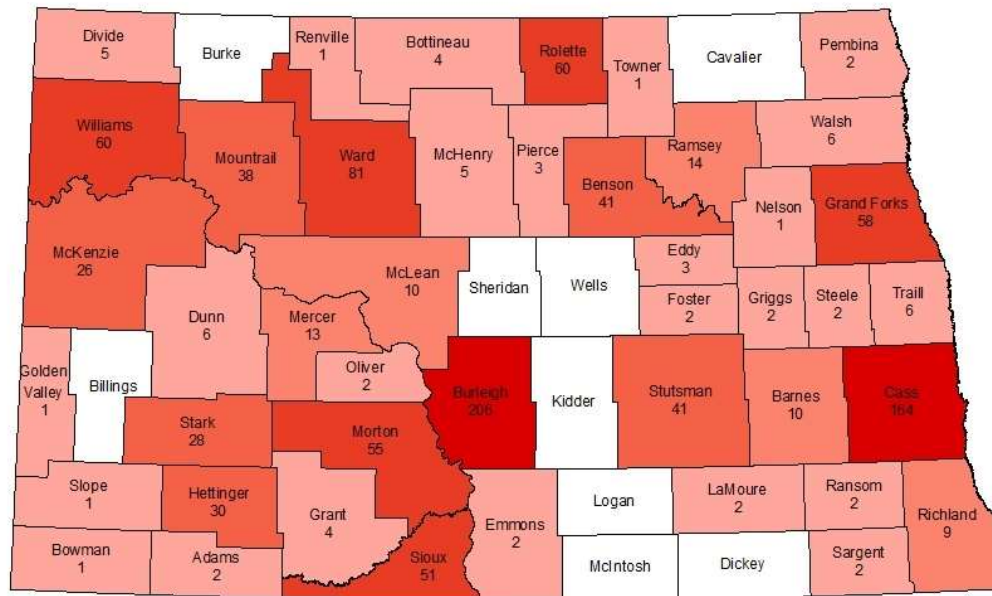 Divide
5
Burke
Renville
1
Bottineau
4
Rolette
60
Towner
1
Cavalier
Pembina
2
Williams
60
Mountrail
38
Ward
81
McHenry
5
Pierce
3
Benson
41
Ramsey
14
Walsh
6
Nelson
1
Grand Forks
58
McKenzie
26
Dunn
6
McLean
10
Mercer
13
Oliver
2
Sheridan
Wells
Eddy
3
Foster
2
Griggs
2
Steele
2
Traill
6
Golden
Valley
1
Billings
Stark
28
Morton
55
Burleigh
206
Kidder
Stutsman
41
Barnes
10
Cass
164
Slope
1
Hettinger
30
Grant
4
Emmons
2
Logan
LaMoure
2
Ransom
2
Richland
9
Bowman
1
Adams
2
Sioux
51
McIntosh
Dickey
Sargent
2